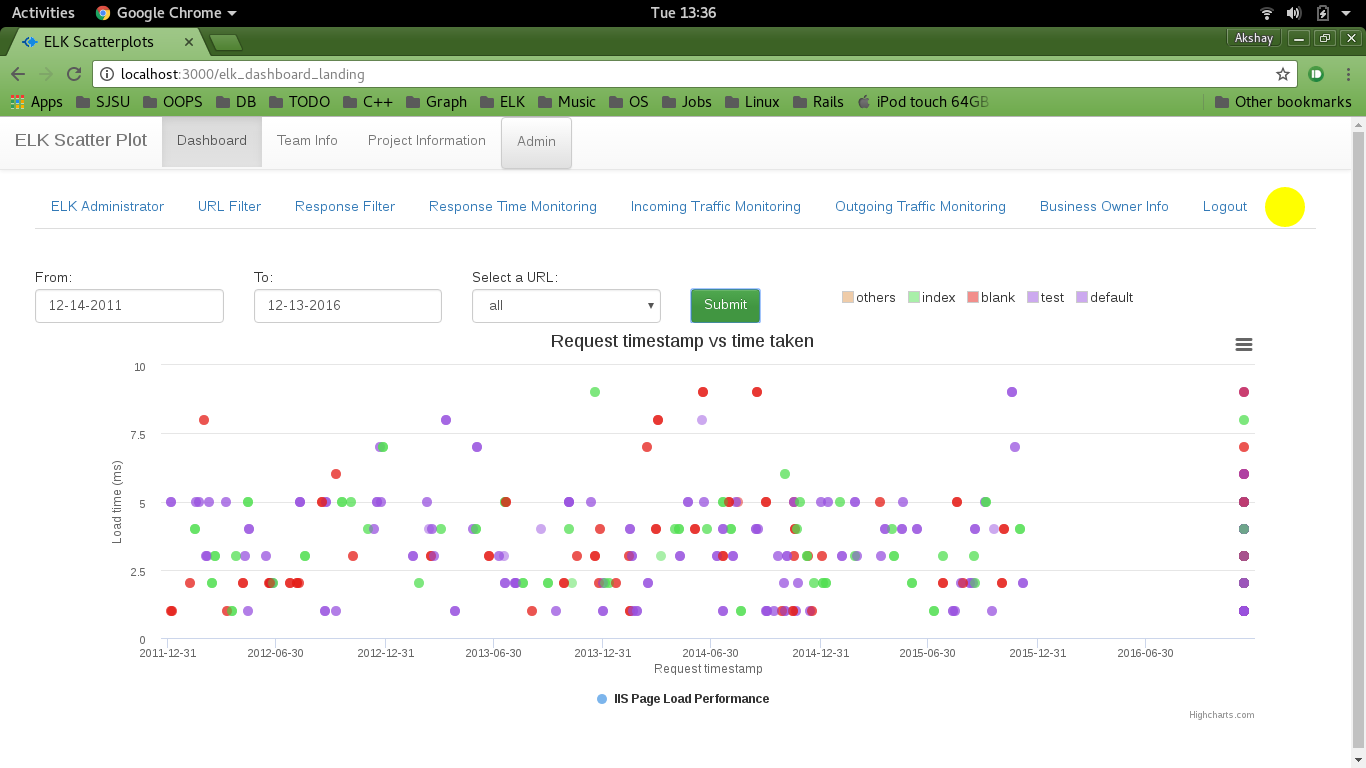 Activities Google Chrome Tue 13:36
ELK Scatterplots Akshay
localhost:3000/elk_dashboard_landing
Apps SJSU OOPS DB TODO C++ Graph ELK Music OS Jobs Linux Rails iPod touch 64GB Other bookmarks
ELK Scatter Plot Dashboard Team Info Project Information Admin
ELK Administrator URL Filter Response Filter Response Time Monitoring Incoming Traffic Monitoring Outgoing Traffic Monitoring Business Owner Info Logout
From: To: Select a URL:
12-14-2011 12-13-2016 all Submit others index blank test default
Request timestamp vs time taken
10
7.5
5
2.5
0
Load time (ms)
2011-12-31 2012-06-30 2012-12-31 2013-06-30 2013-12-31 2014-06-30 2014-12-31 2015-06-30 2015-12-31 2016-06-30
Request timestamp
IIS Page Load Performance
Highcharts.com